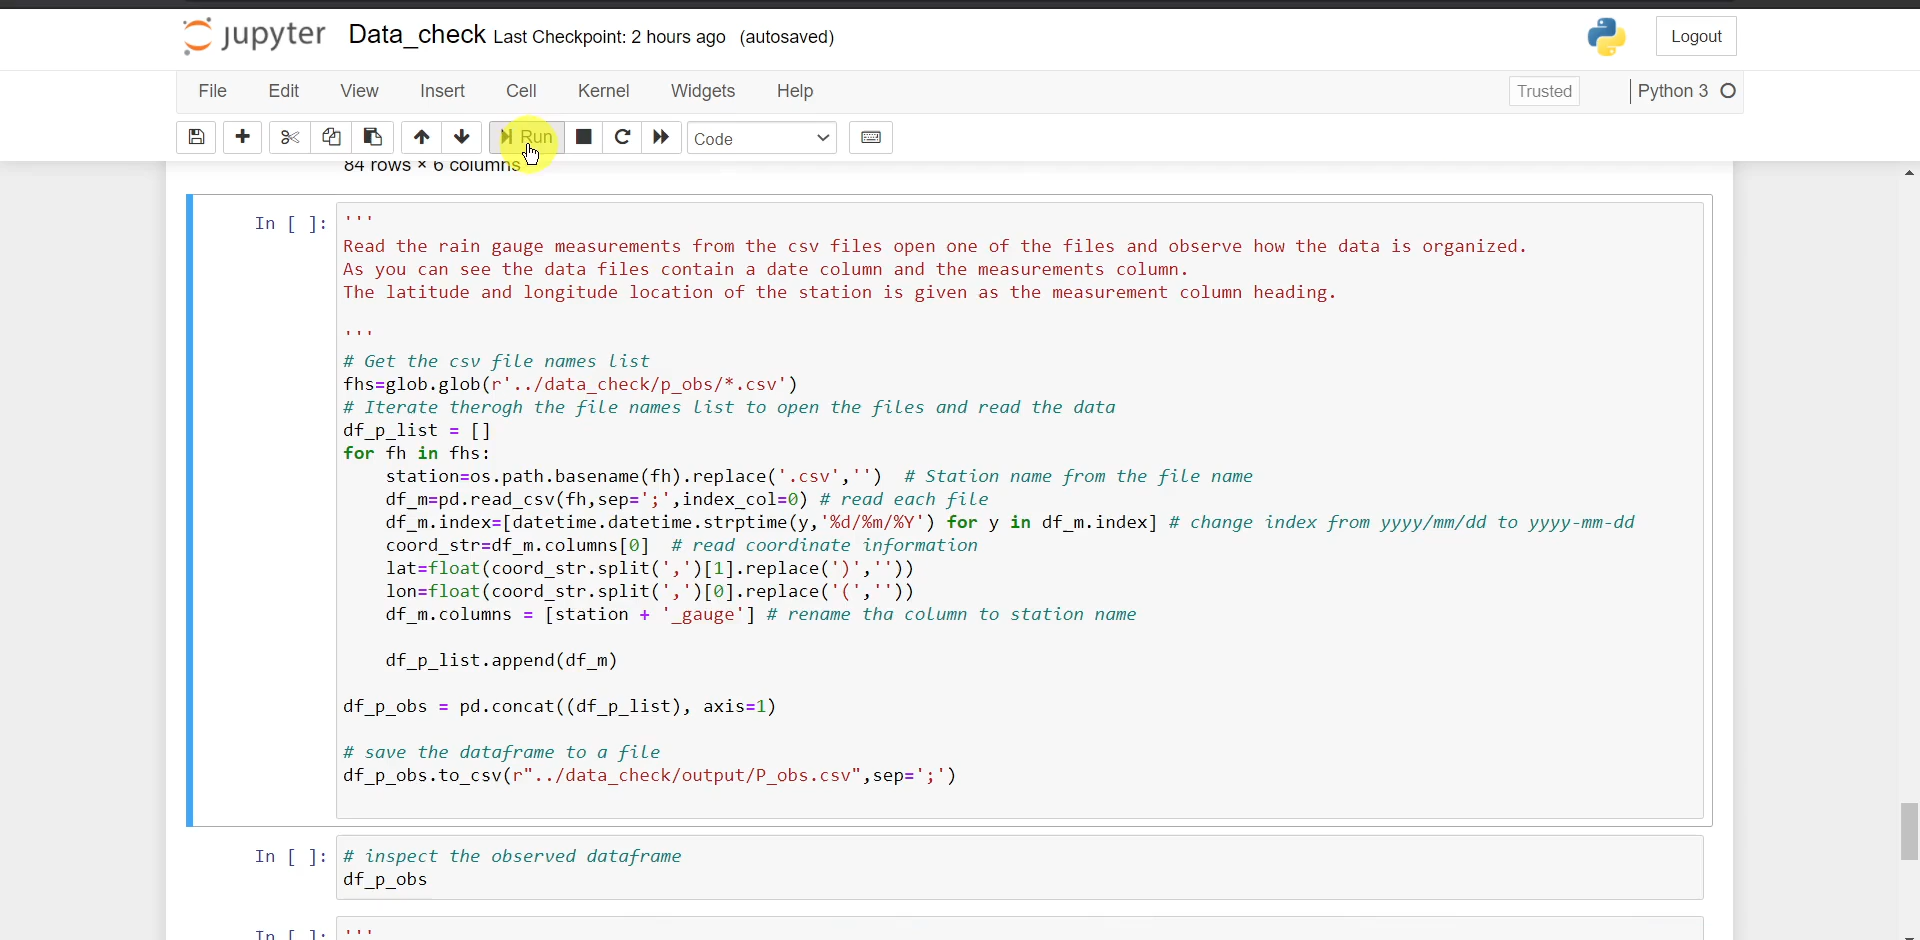 jupyter Data_check Last Checkpoint: 2 hours ago (autosaved) Logout
File Edit View Insert Cell Kernel Widgets Help Trusted Python 3
Run Code
84 rows × 6 columns
In [ ]: '''
Read the rain gauge measurements from the csv files open one of the files and observe how the data is organized.
As you can see the data files contain a date column and the measurements column.
The latitude and longitude location of the station is given as the measurement column heading.
'''
# Get the csv file names list
fhs=glob.glob(r'../data_check/p_obs/*.csv')
# Iterate therogh the file names list to open the files and read the data
df_p_list = []
for fh in fhs:
    station=os.path.basename(fh).replace('.csv','')  # Station name from the file name
    df_m=pd.read_csv(fh,sep=';',index_col=0) # read each file
    df_m.index=[datetime.datetime.strptime(y,'%d/%m/%Y') for y in df_m.index] # change index from yyyy/mm/dd to yyyy-mm-dd
    coord_str=df_m.columns[0]  # read coordinate information
    lat=float(coord_str.split(',')[1].replace(')',''))
    lon=float(coord_str.split(',')[0].replace('(',''))
    df_m.columns = [station + '_gauge'] # rename tha column to station name
    df_p_list.append(df_m)
df_p_obs = pd.concat((df_p_list), axis=1)
# save the dataframe to a file
df_p_obs.to_csv(r"../data_check/output/P_obs.csv",sep=';')
In [ ]: # inspect the observed dataframe
df_p_obs
In [ ]: '''